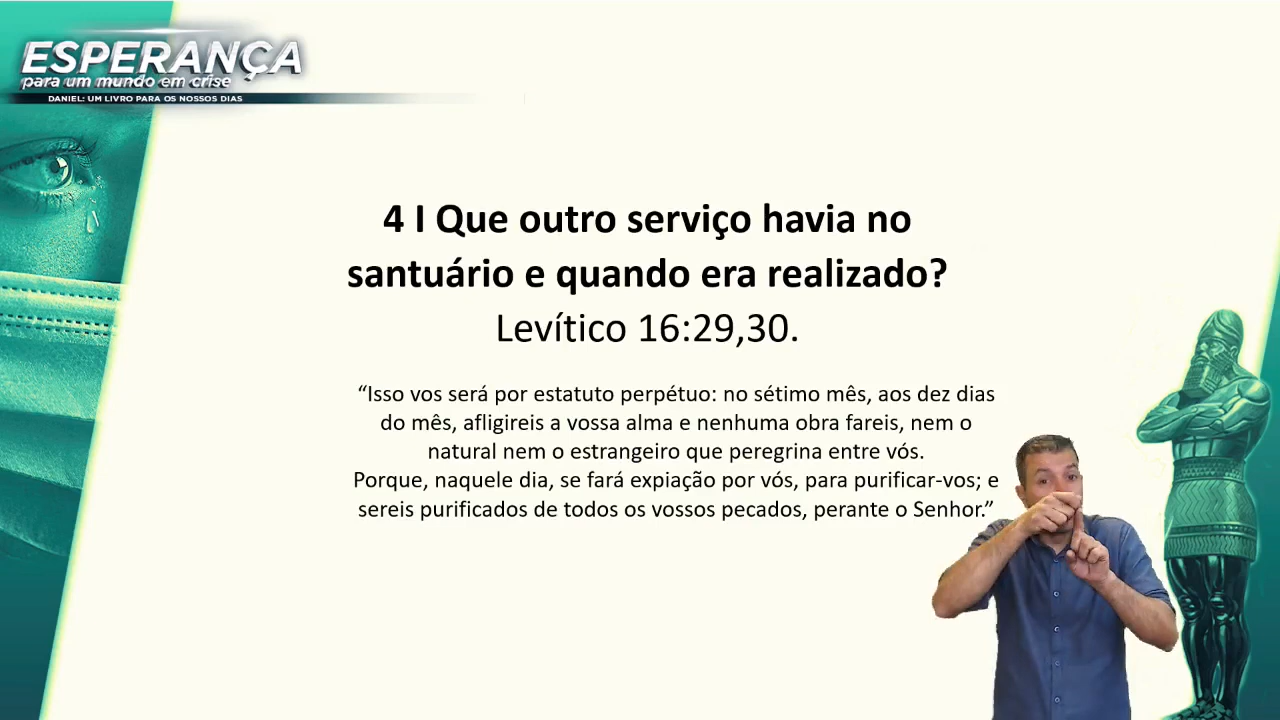 ESPERANÇA
para um mundo em crise
DANIEL: UM LIVRO PARA OS NOSSOS DIAS
4 I Que outro serviço havia no
santuário e quando era realizado?
Levítico 16:29,30.
“Isso vos será por estatuto perpétuo: no sétimo mês, aos dez dias
do mês, afligireis a vossa alma e nenhuma obra fareis, nem o
natural nem o estrangeiro que peregrina entre vós.
Porque, naquele dia, se fará expiação por vós, para purificar-vos; e
sereis purificados de todos os vossos pecados, perante o Senhor.”